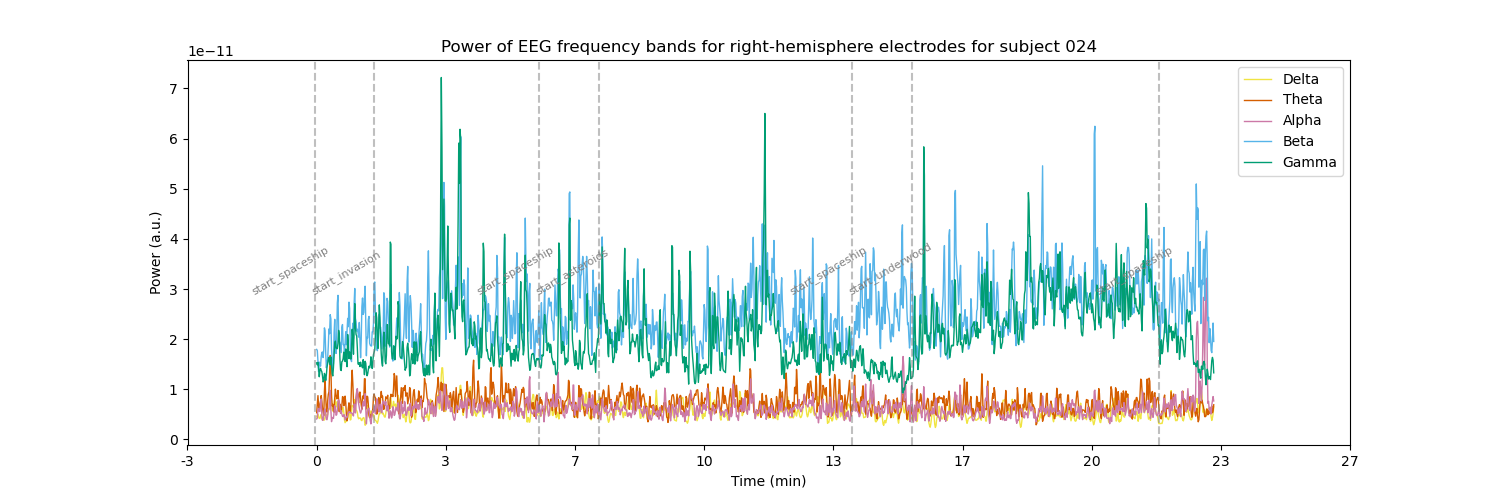 Power of EEG frequency bands for right-hemisphere electrodes for subject 024
1e−11
7
6
5
4
3
2
1
0
Power (a.u.)
start_spaceship
start_invasion
start_spaceship
start_asteroids
start_spaceship
start_underwood
start_spaceship
Delta
Theta
Alpha
Beta
Gamma
-3
0
3
7
10
13
17
20
23
27
Time (min)